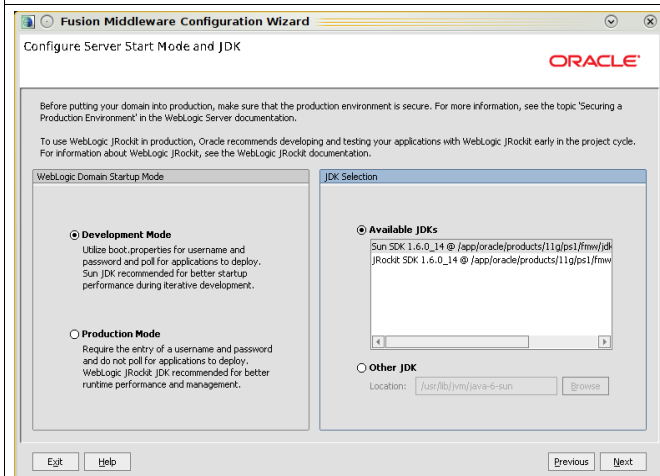 Fusion Middleware Configuration Wizard
Configure Server Start Mode and JDK
ORACLE
Before putting your domain into production, make sure that the production environment is secure. For more information, see the topic 'Securing a
Production Environment' in the WebLogic Server documentation.
To use WebLogic JRockit in production, Oracle recommends developing and testing your applications with WebLogic JRockit early in the project cycle.
For information about WebLogic JRockit, see the WebLogic JRockit documentation.
WebLogic Domain Startup Mode
Development Mode
Utilize boot.properties for username and
password and poll for applications to deploy.
Sun JDK recommended for better startup
performance during iterative development.
Production Mode
Require the entry of a username and password
and do not poll for applications to deploy.
WebLogic JRockit JDK recommended for better
runtime performance and management.
JDK Selection
Available JDKs
Sun SDK 1.6.0_14 @ /app/oracle/products/11g/ps1/fmw/jdk
JRockit SDK 1.6.0_14 @ /app/oracle/products/11g/ps1/fmw
Other JDK
Location: /usr/lib/jvm/java-6-sun Browse
Exit Help Previous Next